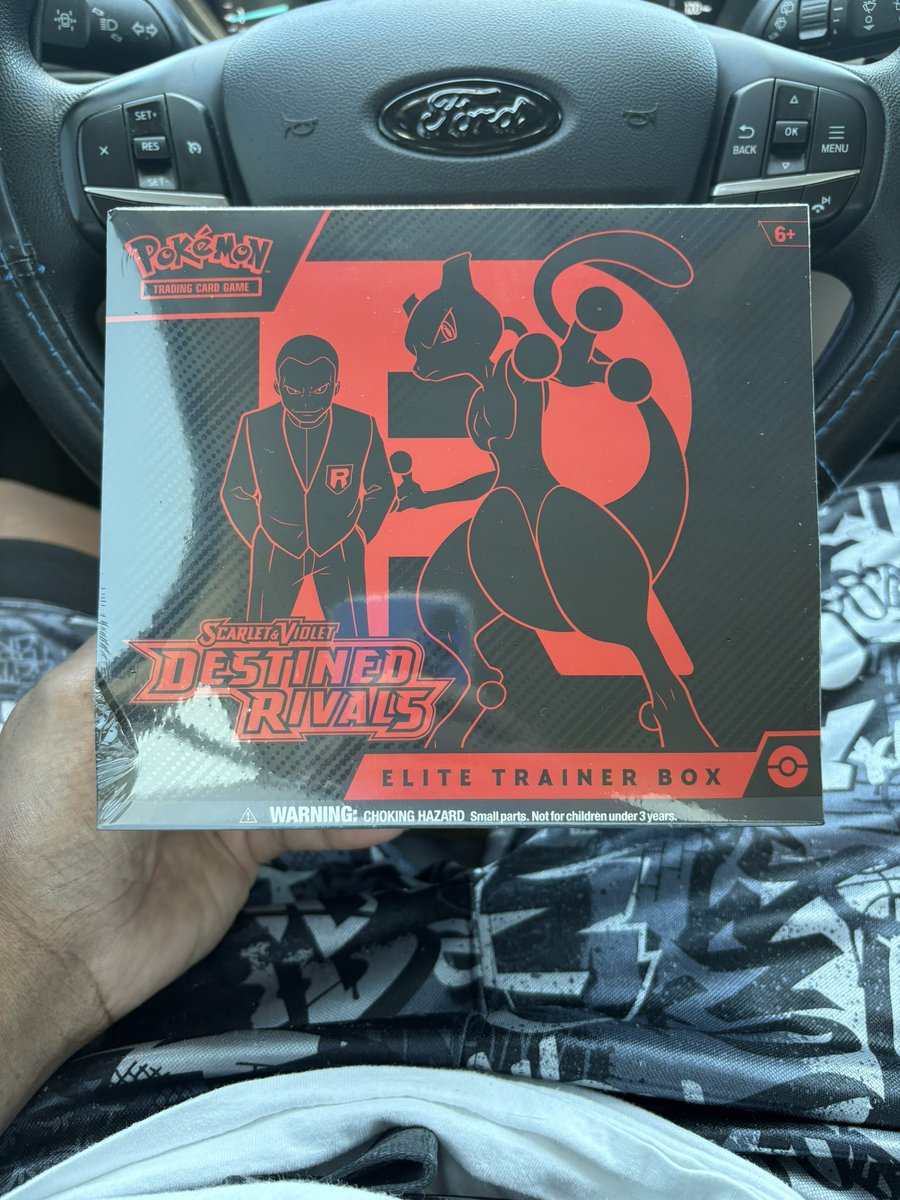 SET+
RES
SET-
Ford
BACK
OK
MENU
POKéMON
TRADING CARD GAME
6+
R
SCARLET & VIOLET
DESTINED
RIVALS
ELITE TRAINER BOX
WARNING: CHOKING HAZARD Small parts. Not for children under 3 years.